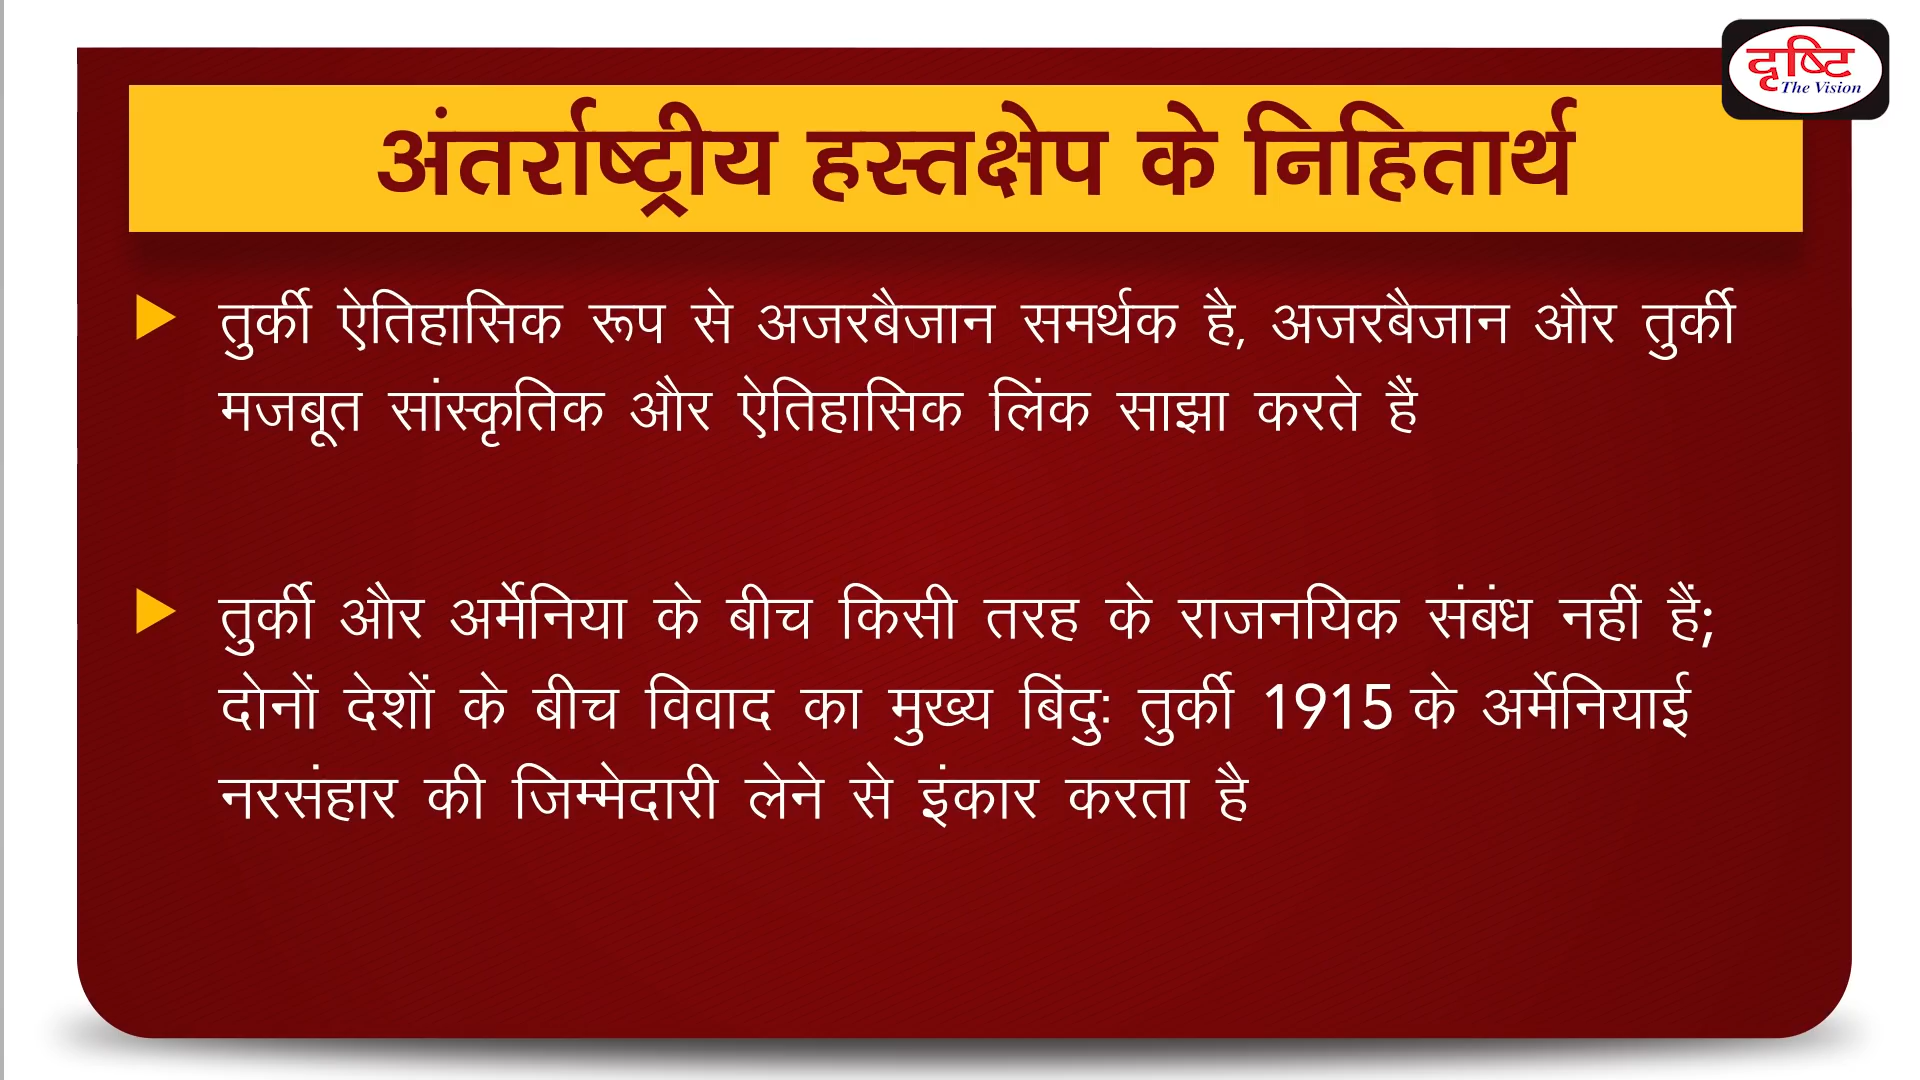 दृष्टि
The Vision
अंतर्राष्ट्रीय हस्तक्षेप के निहितार्थ
तुर्की ऐतिहासिक रूप से अजरबैजान समर्थक है, अजरबैजान और तुर्की
मजबूत सांस्कृतिक और ऐतिहासिक लिंक साझा करते हैं
तुर्की और अर्मेनिया के बीच किसी तरह के राजनयिक संबंध नहीं हैं;
दोनों देशों के बीच विवाद का मुख्य बिंदुः तुर्की 1915 के अर्मेनियाई
नरसंहार की जिम्मेदारी लेने से इंकार करता है